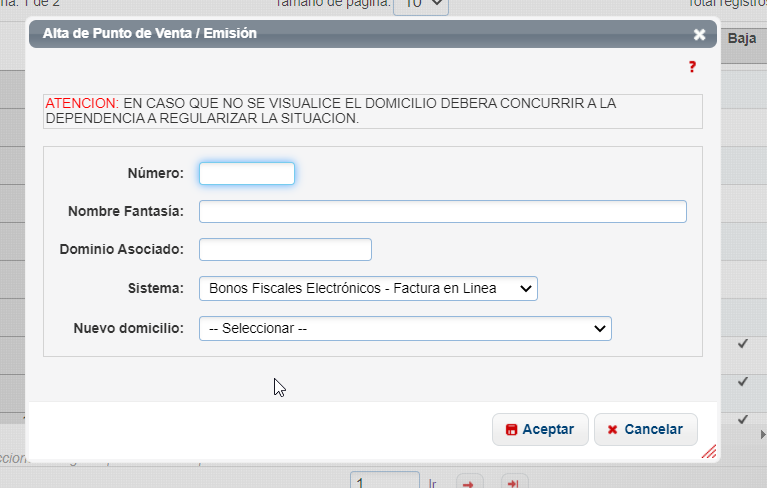 na: 1 de 2 Tamaño de pagina: 10 Total registros
Alta de Punto de Venta / Emisión
Baja
?
ATENCION: EN CASO QUE NO SE VISUALICE EL DOMICILIO DEBERA CONCURRIR A LA
DEPENDENCIA A REGULARIZAR LA SITUACION.
Número:
Nombre Fantasía:
Dominio Asociado:
Sistema: Bonos Fiscales Electrónicos - Factura en Linea
Nuevo domicilio: -- Seleccionar --
Aceptar Cancelar
1 Ir